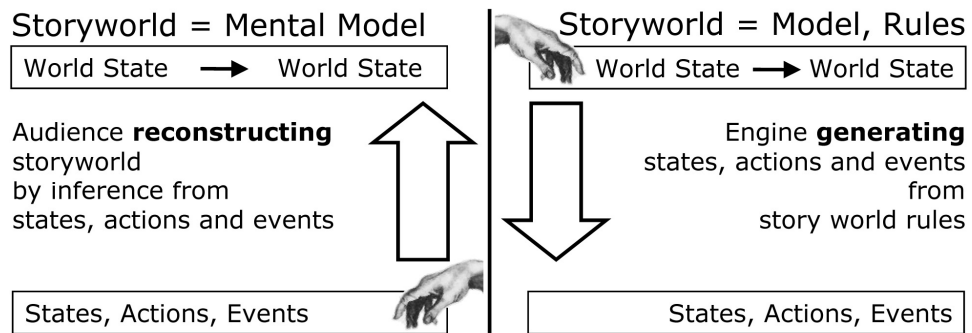 Storyworld = Mental Model
World State → World State
Audience reconstructing
storyworld
by inference from
states, actions and events
States, Actions, Events
Storyworld = Model, Rules
World State → World State
Engine generating
states, actions and events
from
story world rules
States, Actions, Events